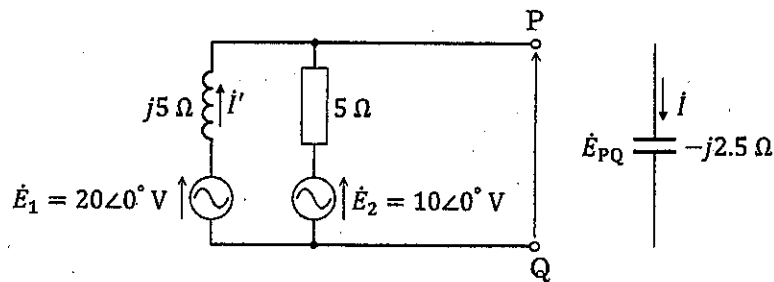 P
j5 Ω
İ′
5 Ω
Ė₁ = 20∠0° V
Ė₂ = 10∠0° V
Q
İ
Ė_PQ
−j2.5 Ω